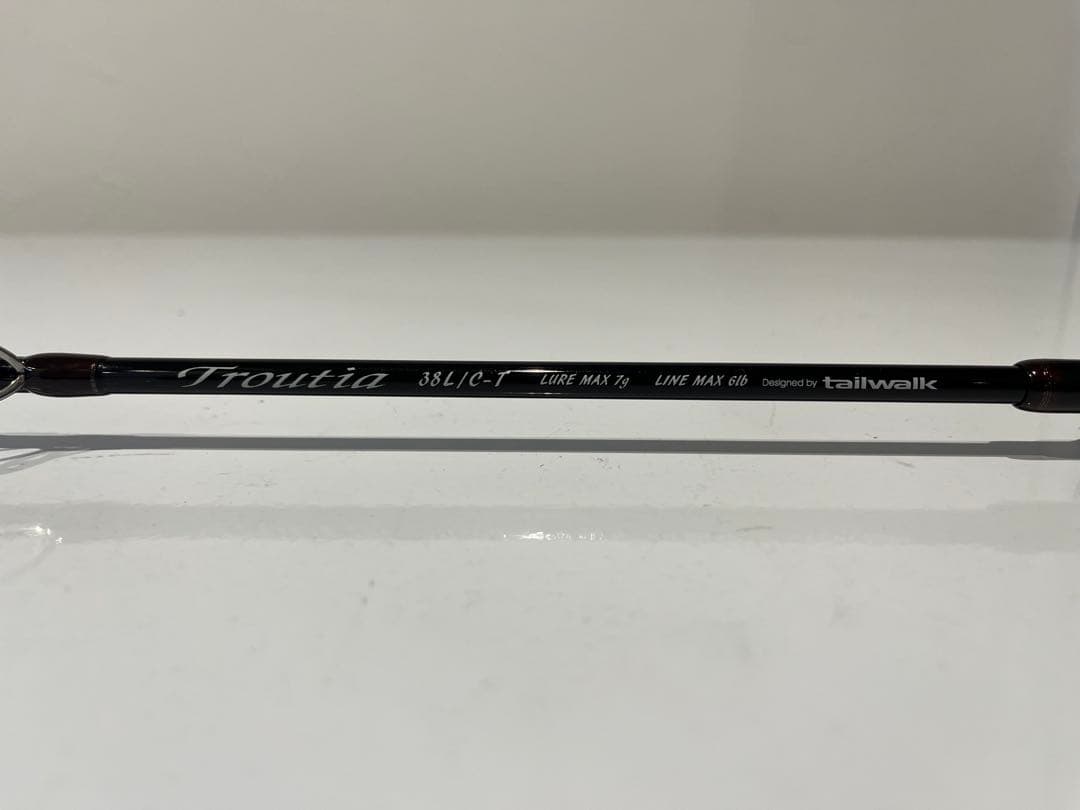 Troutia 38L/C-T LURE MAX 7g LINE MAX 6lb Designed by tailwalk